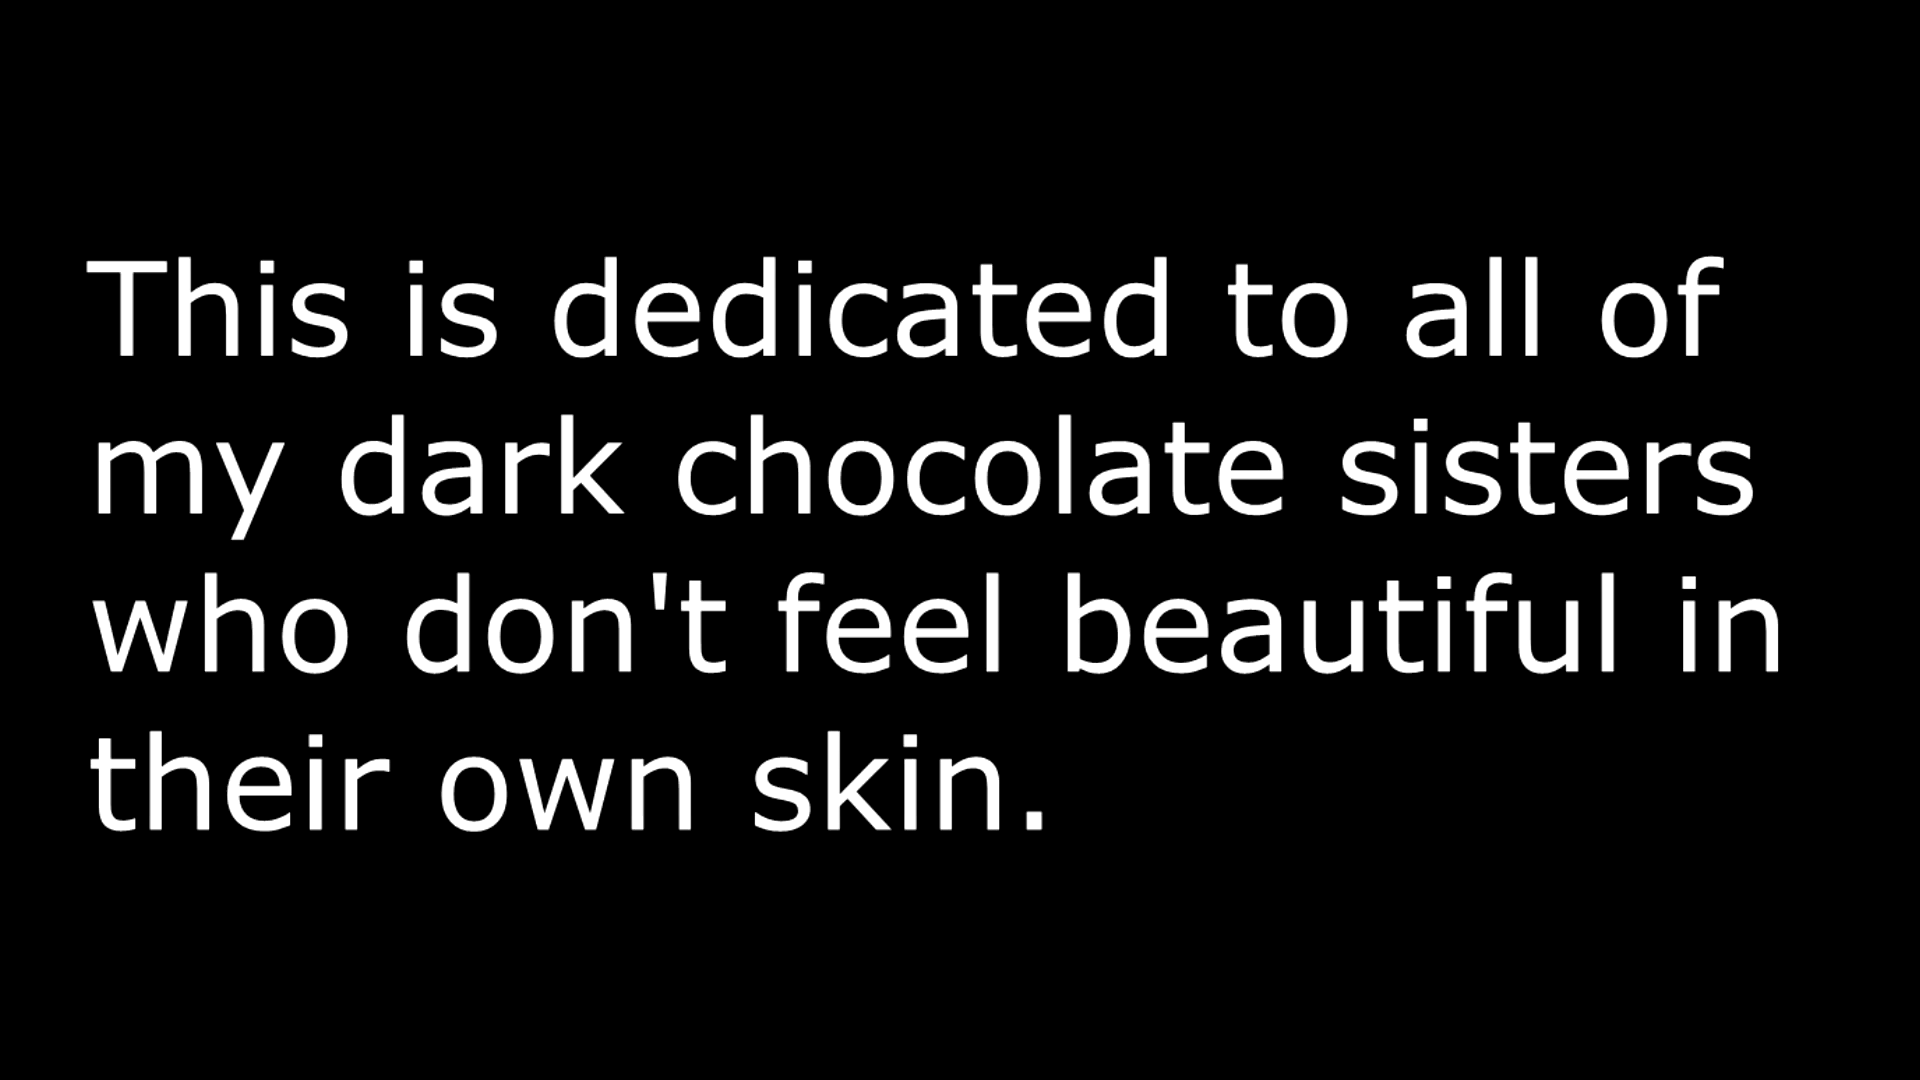 This is dedicated to all of
my dark chocolate sisters
who don't feel beautiful in
their own skin.